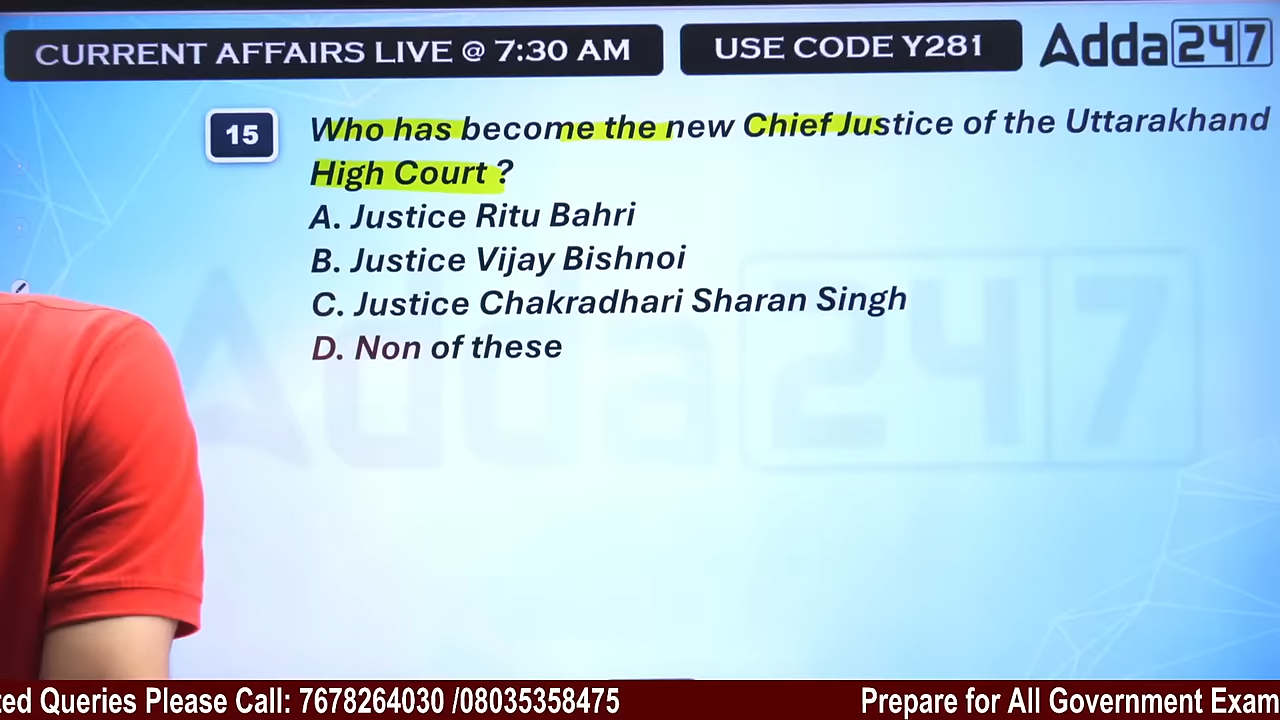 CURRENT AFFAIRS LIVE @ 7:30 AM
USE CODE Y281
Adda247
15
Who has become the new Chief Justice of the Uttarakhand
High Court ?
A. Justice Ritu Bahri
B. Justice Vijay Bishnoi
C. Justice Chakradhari Sharan Singh
D. Non of these
Adda247
ted Queries Please Call: 7678264030 /08035358475
Prepare for All Government Exam